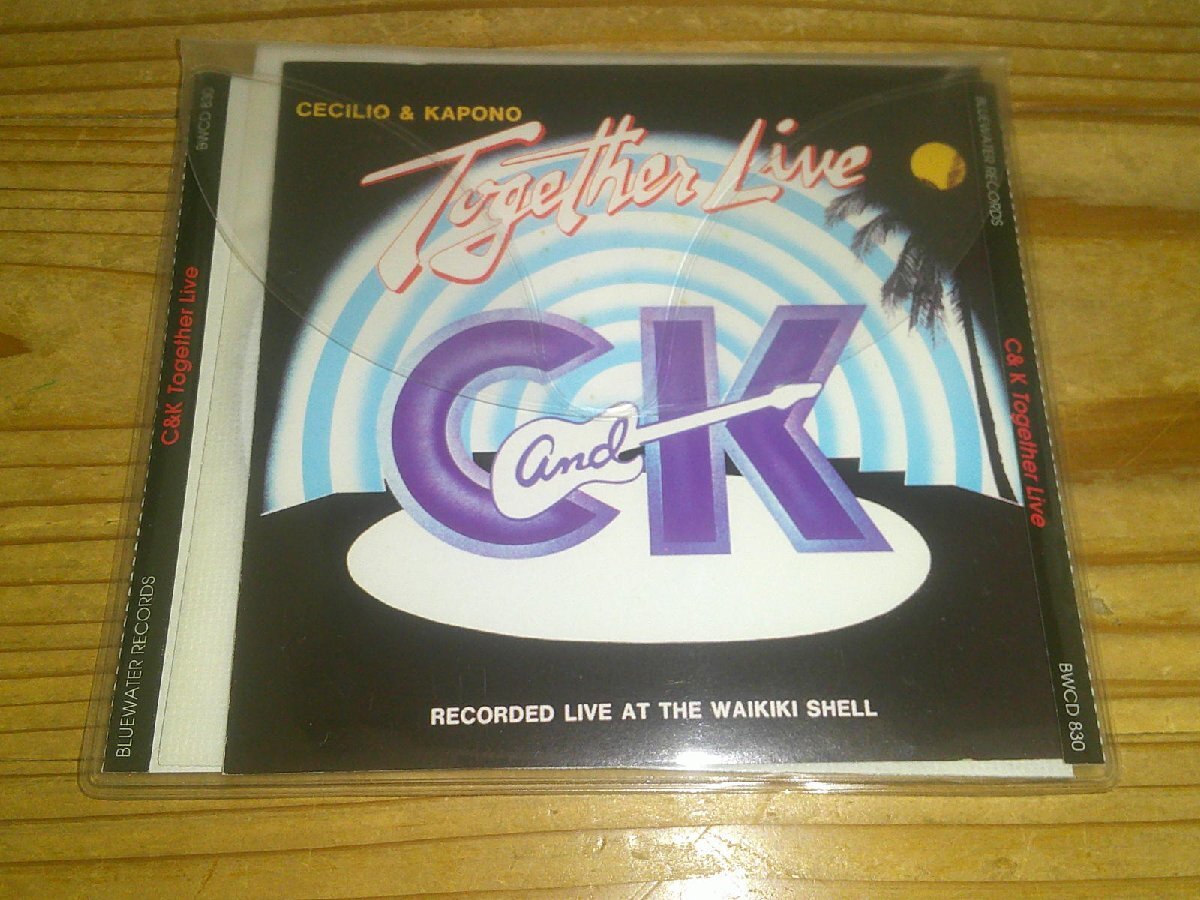 CECILIO & KAPONO
Together Live
C and K
RECORDED LIVE AT THE WAIKIKI SHELL
BLUEWATER RECORDS
C&K Together Live
BWCD 830
BLUEWATER RECORDS
C& K Together Live
BWCD 830